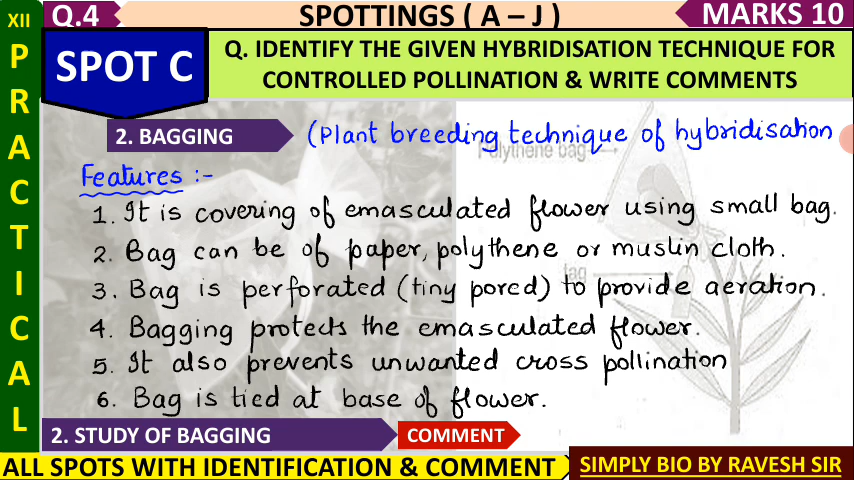 XII
PRACTICAL
Q.4
SPOTTINGS ( A – J )
MARKS 10
SPOT C
Q. IDENTIFY THE GIVEN HYBRIDISATION TECHNIQUE FOR
CONTROLLED POLLINATION & WRITE COMMENTS
2. BAGGING
(Plant breeding technique of hybridisation
Polythene bag
Features :-
1. It is covering of emasculated flower using small bag.
2. Bag can be of paper, polythene or muslin cloth.
Tag
3. Bag is perforated (tiny pored) to provide aeration.
4. Bagging protects the emasculated flower.
5. It also prevents unwanted cross pollination
6. Bag is tied at base of flower.
2. STUDY OF BAGGING
COMMENT
ALL SPOTS WITH IDENTIFICATION & COMMENT
SIMPLY BIO BY RAVESH SIR